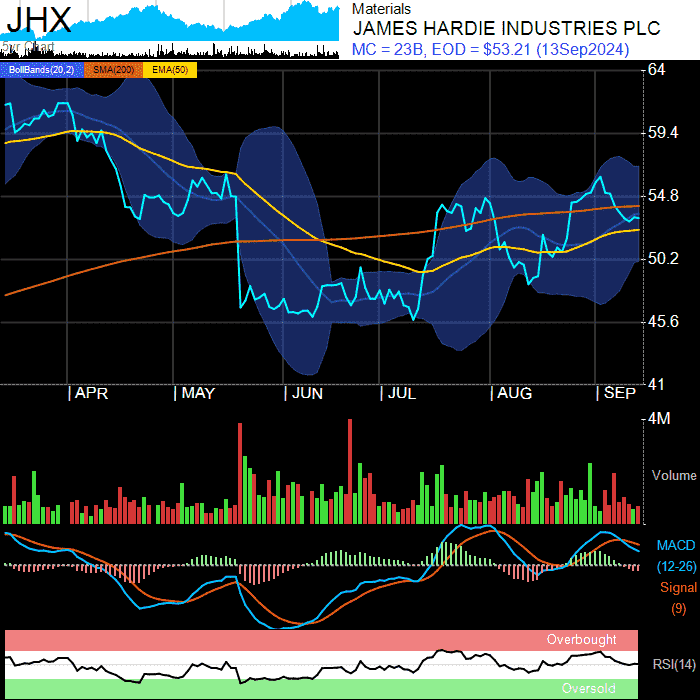 JHX
5yr Chart
Materials
JAMES HARDIE INDUSTRIES PLC
MC = 23B, EOD = $53.21 (13Sep2024)
BollBands(20,2) SMA(200) EMA(50)
64
59.4
54.8
50.2
45.6
41
APR MAY JUN JUL AUG SEP
4M
Volume
MACD
(12-26)
Signal
(9)
Overbought
RSI(14)
Oversold